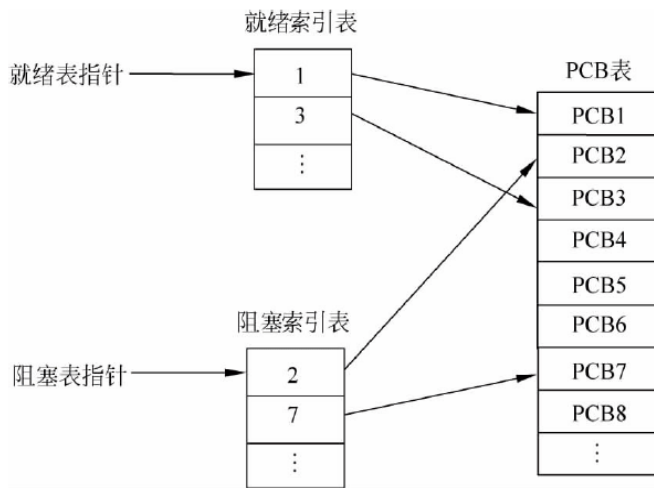 就绪索引表
就绪表指针
1
3
⋮
阻塞索引表
阻塞表指针
2
7
⋮
PCB表
PCB1
PCB2
PCB3
PCB4
PCB5
PCB6
PCB7
PCB8
⋮